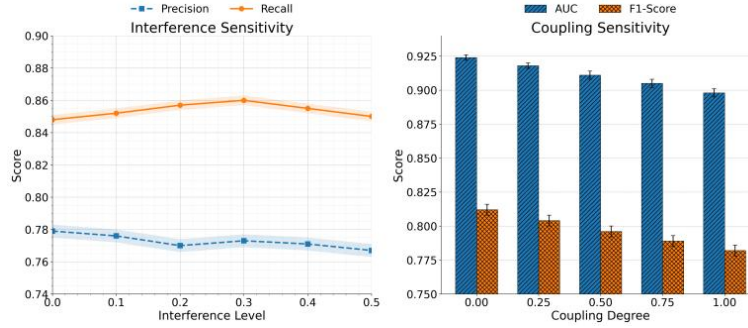 Precision Recall
Interference Sensitivity
0.90
0.88
0.86
0.84
0.82
0.80
0.78
0.76
0.74
Score
0.0 0.1 0.2 0.3 0.4 0.5
Interference Level
AUC F1-Score
Coupling Sensitivity
0.925
0.900
0.875
0.850
0.825
0.800
0.775
0.750
Score
0.00 0.25 0.50 0.75 1.00
Coupling Degree